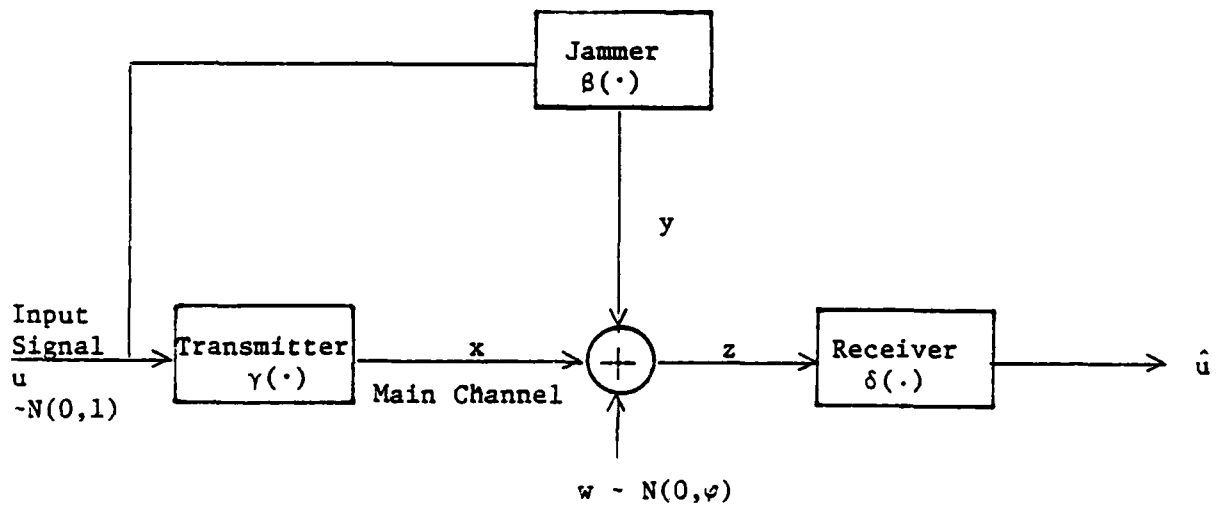 Jammer
β(·)
y
Input
Signal
u
~N(0,1)
Transmitter
γ(·)
x
Main Channel
+
z
Receiver
δ(.)
û
w ~ N(0,φ)